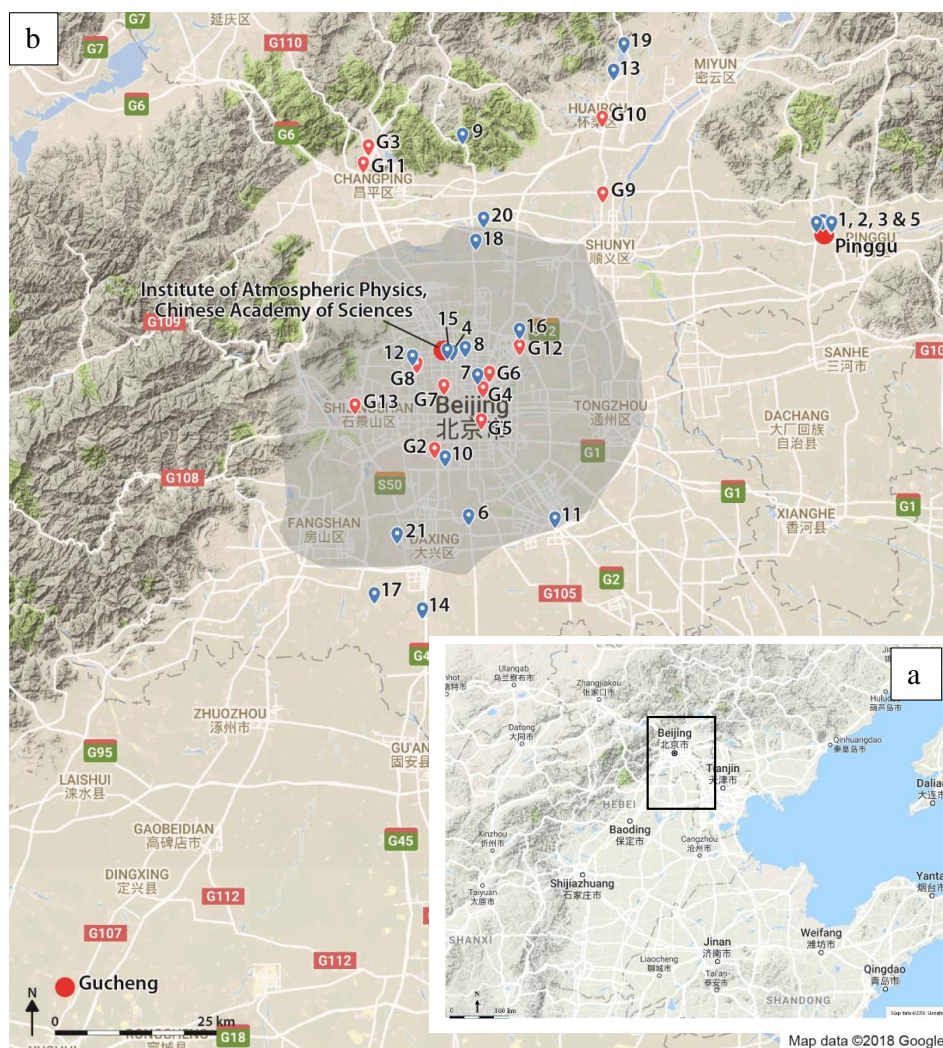 b
延庆区
G7
G7
G110
G6
G6
19
13
MIYUN
密云区
HUAIROU
G10
9
G3
G11
CHANGPING
昌平区
G9
20
18
SHUNYI
顺义区
1, 2, 3 & 5
Pinggu
Institute of Atmospheric Physics,
Chinese Academy of Sciences
G109
15
4
8
16
G12
12
G8
7
G6
G4
G7
G13
石景山区
Beijing
北京市
G5
TONGZHOU
通州区
SANHE
三河市
DACHANG
大厂回族
自治县
G2
10
G1
G108
S50
G1
G1
XIANGHE
香河县
FANGSHAN
房山区
6
11
21
DAXING
大兴区
G2
G105
17
14
ZHUOZHOU
涿州市
G95
GU'AN
固安县
LAISHUI
涞水县
GAOBEIDIAN
高碑店市
G45
DINGXING
定兴县
G112
G107
G112
Gucheng
N
0
25 km
G18
容城县
a
Ulanqab
乌兰察布市
Zhangjiakou
张家口市
Datong
大同市
Beijing
北京市
Qinhuangdao
秦皇岛市
Tianjin
天津市
HEBEI
Baoding
保定市
Cangzhou
沧州市
Xinzhou
忻州市
Shijiazhuang
石家庄市
Taiyuan
太原市
SHANXI
Weifang
潍坊市
Jinan
济南市
Liaocheng
聊城市
Tai'an
泰安市
Qingdao
青岛市
SHANDONG
葫芦岛市
大连市
烟台市
N
0
100 km
Map data ©2018 Google
Map data ©2018 Google